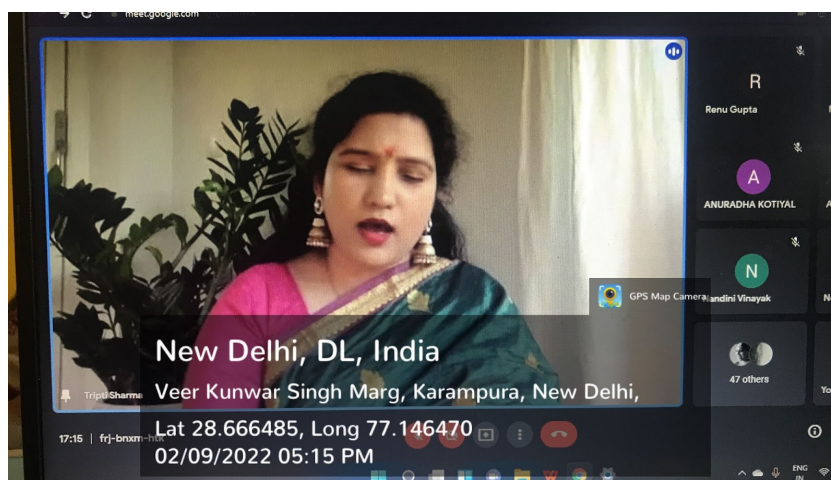 meet.google.com
R
Renu Gupta
A
ANURADHA KOTIYAL
N
Nandini Vinayak
47 others
GPS Map Camera
New Delhi, DL, India
Veer Kunwar Singh Marg, Karampura, New Delhi,
Lat 28.666485, Long 77.146470
02/09/2022 05:15 PM
Tripti Sharma
17:15 | frj-bnxm-htk
ENG
IN